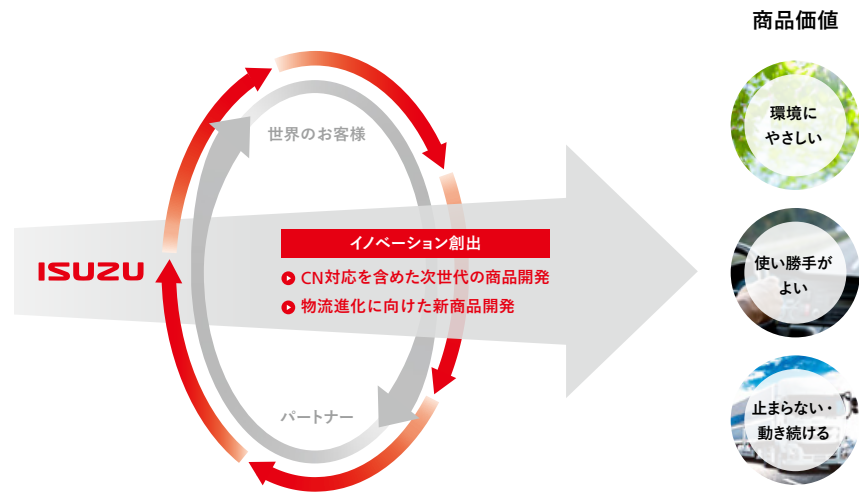 商品価値
環境に
やさしい
世界のお客様
イノベーション創出
ISUZU
CN対応を含めた次世代の商品開発
物流進化に向けた新商品開発
使い勝手が
よい
パートナー
止まらない・
動き続ける